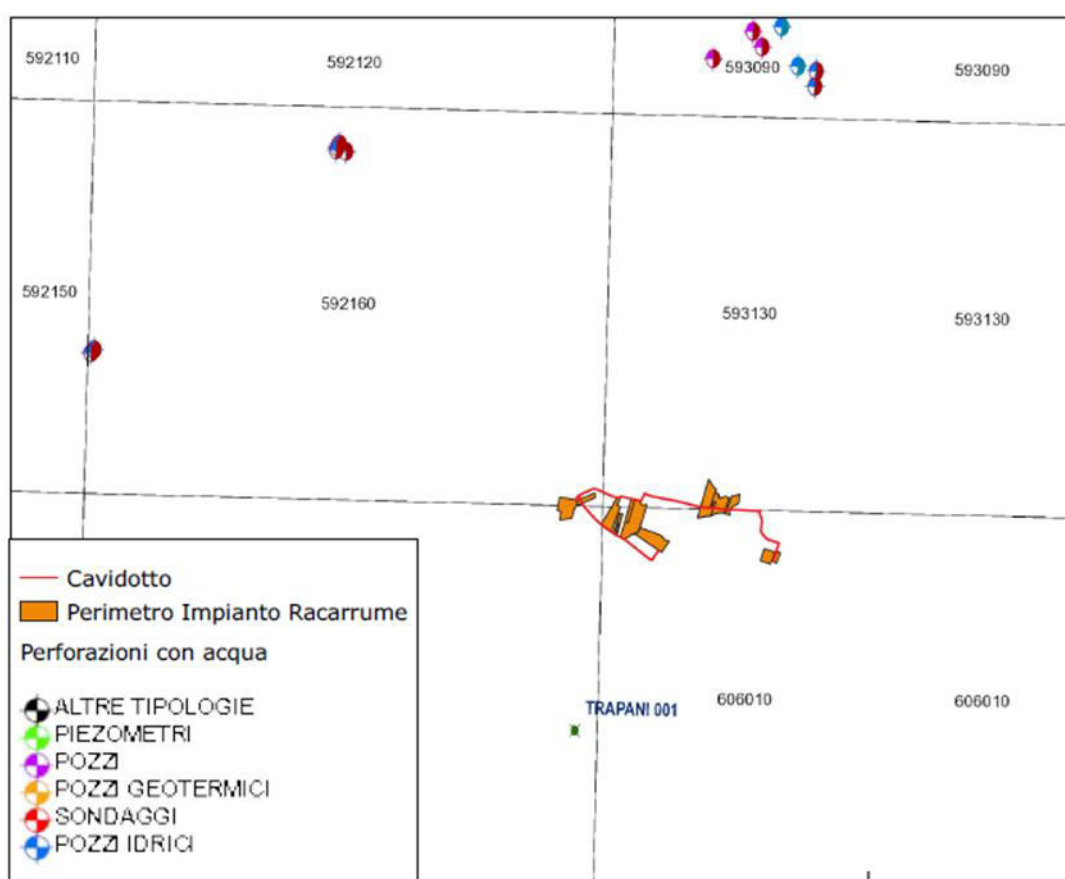 592110
592120
593090
593090
592150
592160
593130
593130
Cavidotto
Perimetro Impianto Racarrume
Perforazioni con acqua
ALTRE TIPOLOGIE
PIEZOMETRI
POZZI
POZZI GEOTERMICI
SONDAGGI
POZZI IDRICI
TRAPANI 001
606010
606010